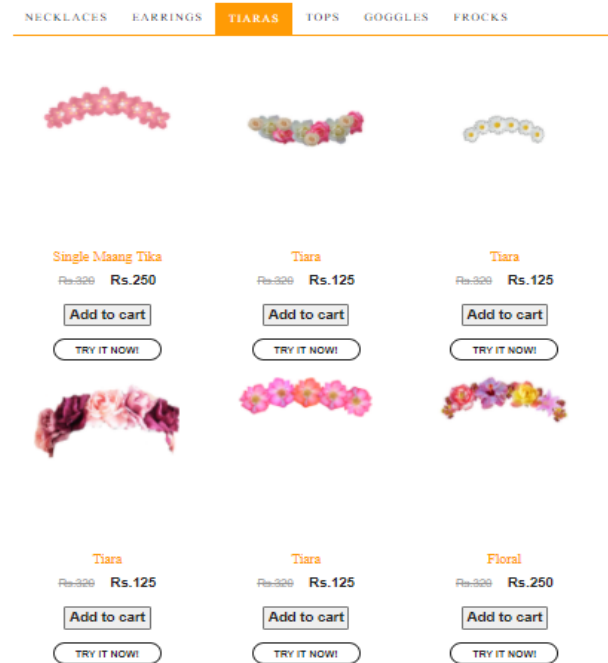 NECKLACES EARRINGS TIARAS TOPS GOGGLES FROCKS
Single Maang Tika Tiara Tiara
Rs.320 Rs.250 Rs.320 Rs.125 Rs.320 Rs.125
Add to cart Add to cart Add to cart
TRY IT NOW! TRY IT NOW! TRY IT NOW!
Tiara Tiara Floral
Rs.320 Rs.125 Rs.320 Rs.125 Rs.320 Rs.250
Add to cart Add to cart Add to cart
TRY IT NOW! TRY IT NOW! TRY IT NOW!